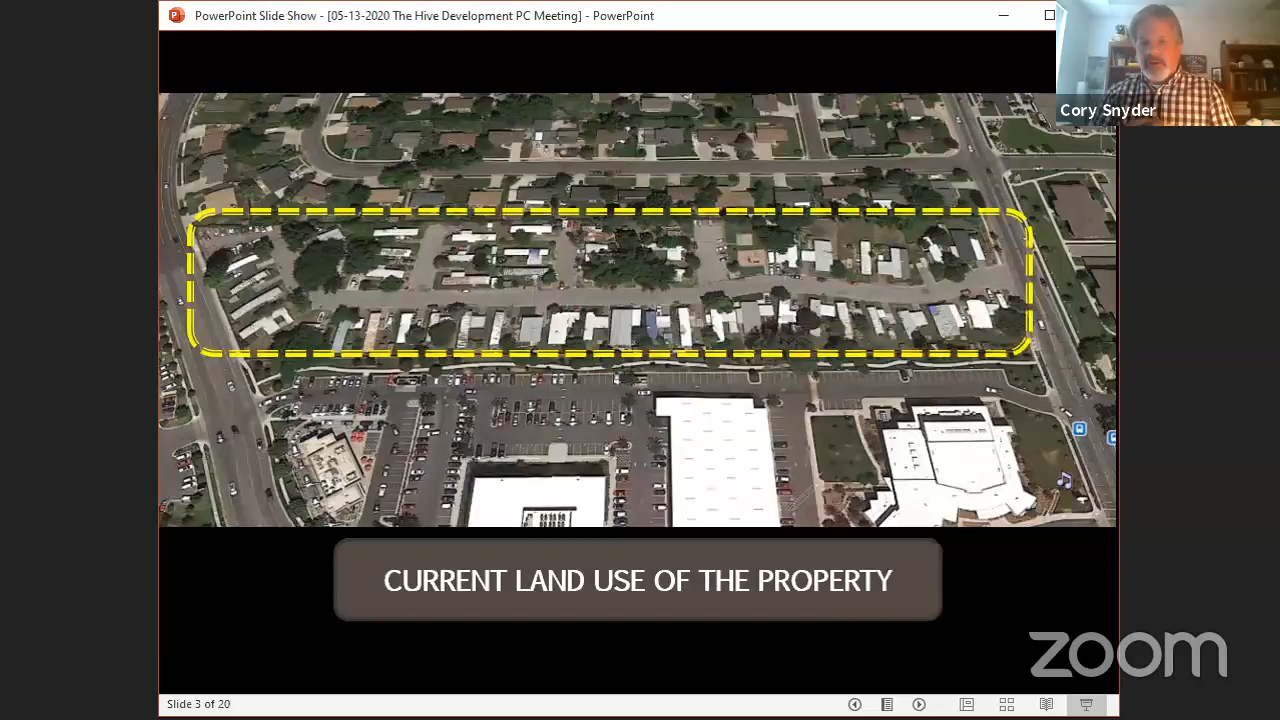 PowerPoint Slide Show - [05-13-2020 The Hive Development PC Meeting] - PowerPoint
Cory Snyder
CURRENT LAND USE OF THE PROPERTY
zoom
Slide 3 of 20